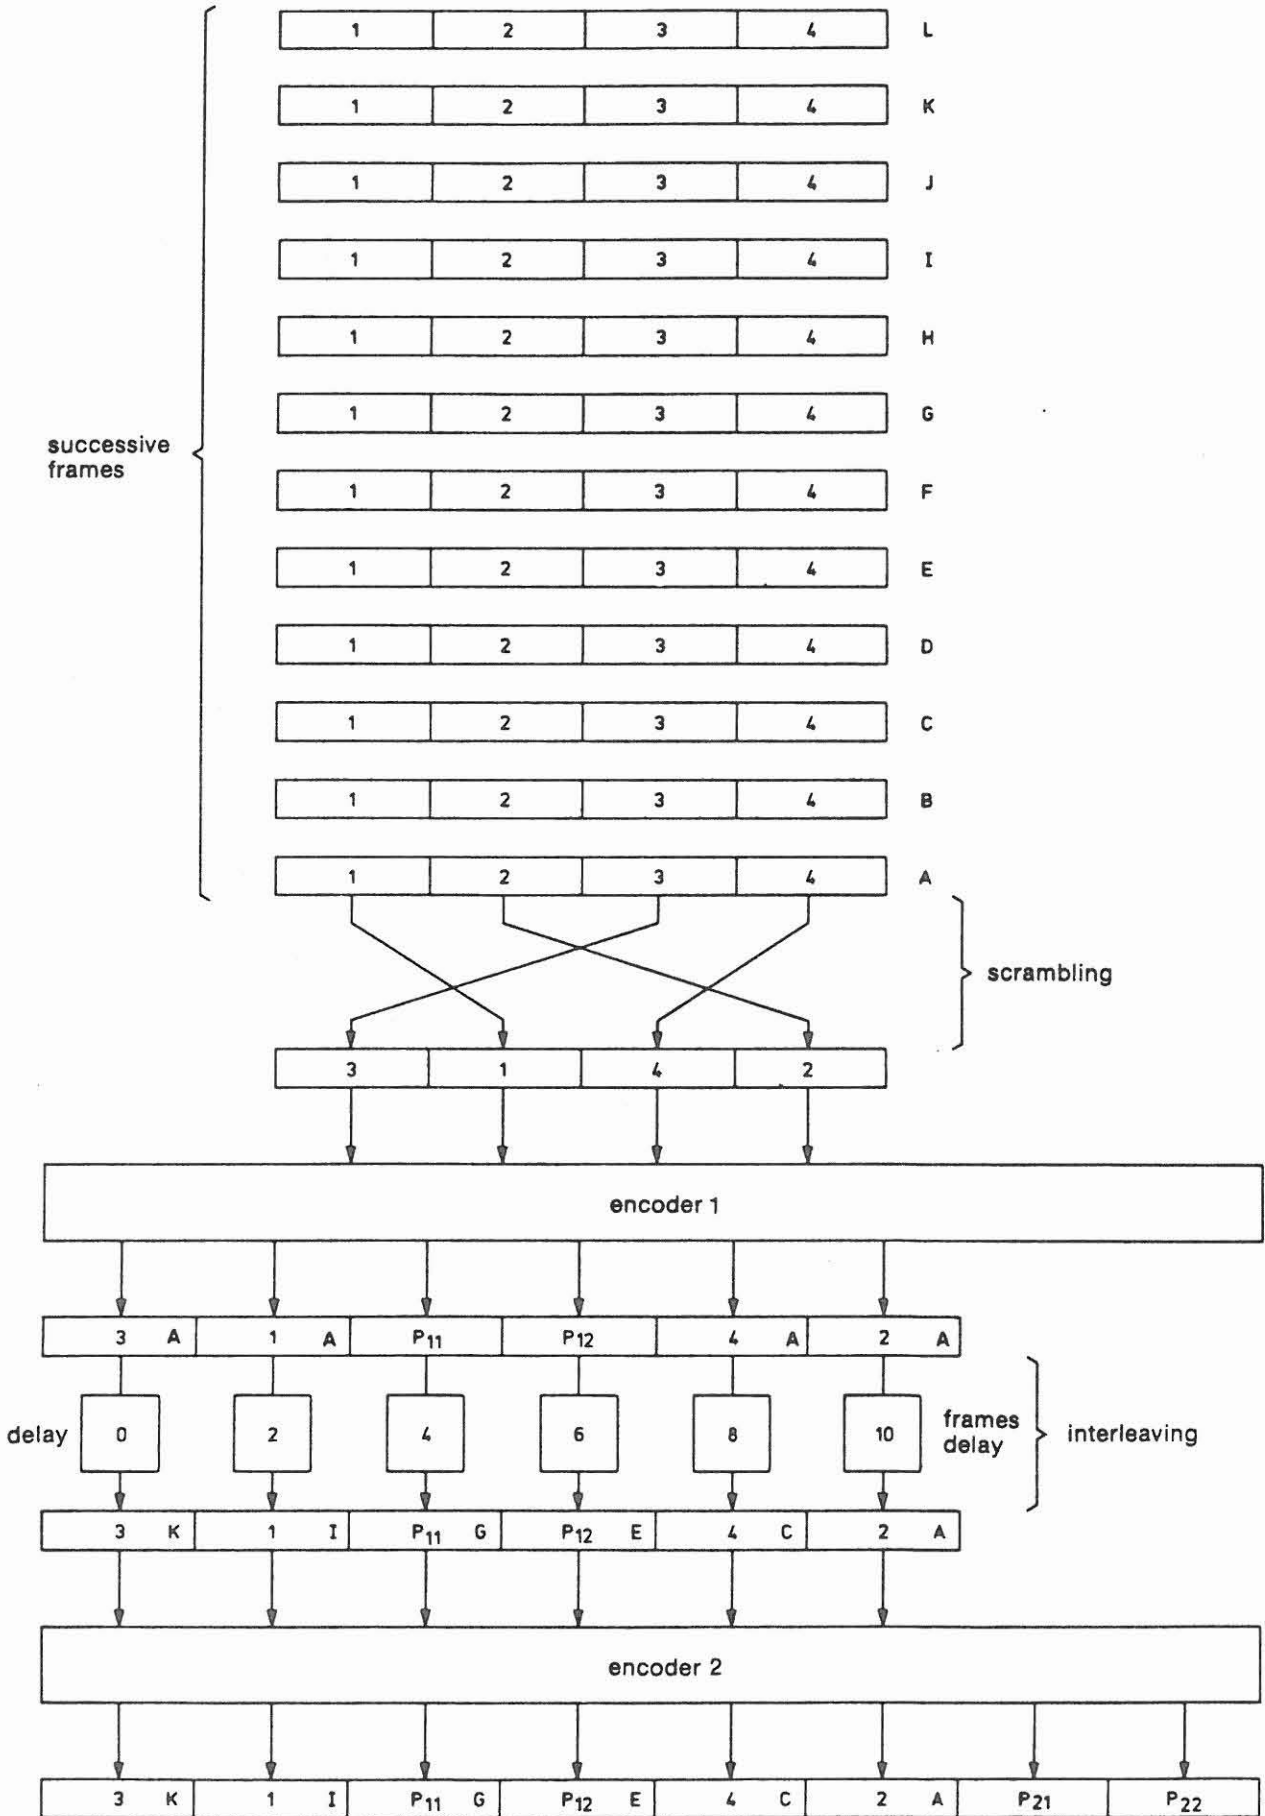 1 2 3 4 L
1 2 3 4 K
1 2 3 4 J
1 2 3 4 I
1 2 3 4 H
1 2 3 4 G
successive
frames
1 2 3 4 F
1 2 3 4 E
1 2 3 4 D
1 2 3 4 C
1 2 3 4 B
1 2 3 4 A
scrambling
3 1 4 2
encoder 1
3 A 1 A P11 P12 4 A 2 A
delay 0 2 4 6 8 10 frames
delay
interleaving
3 K 1 I P11 G P12 E 4 C 2 A
encoder 2
3 K 1 I P11 G P12 E 4 C 2 A P21 P22